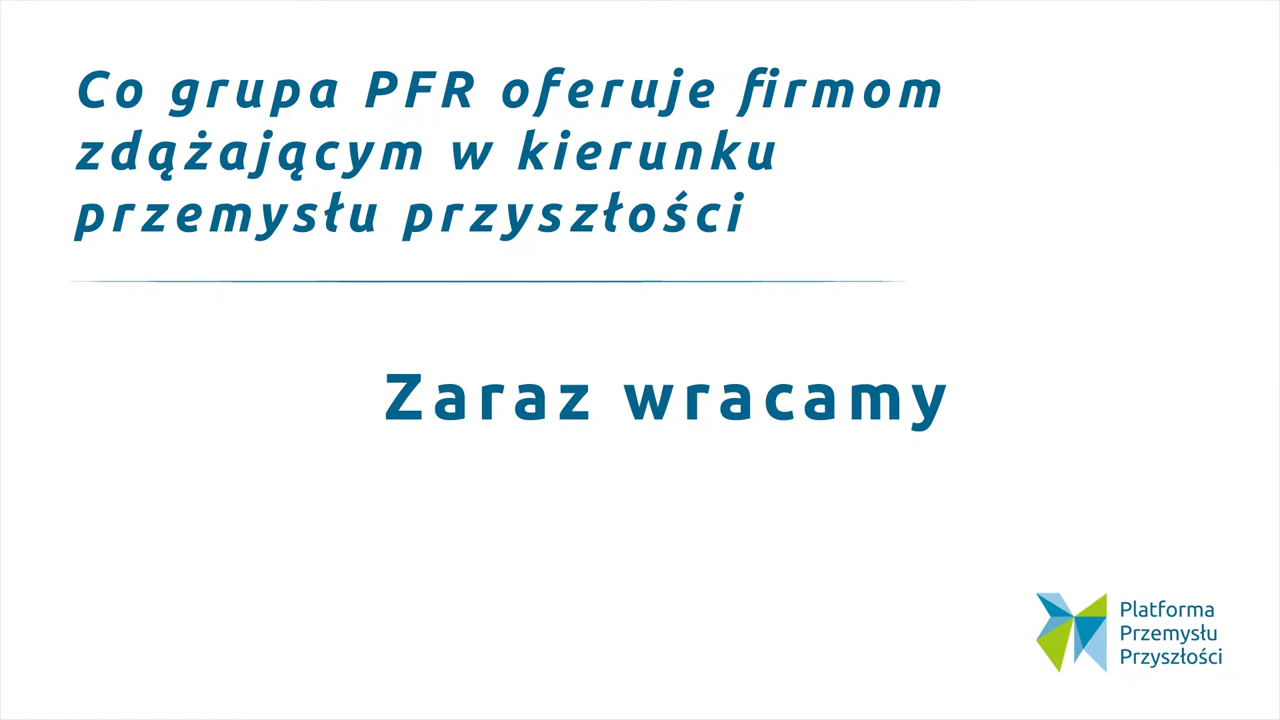 Co grupa PFR oferuje firmom
zdążającym w kierunku
przemysłu przyszłości
Zaraz wracamy
Platforma
Przemysłu
Przyszłości